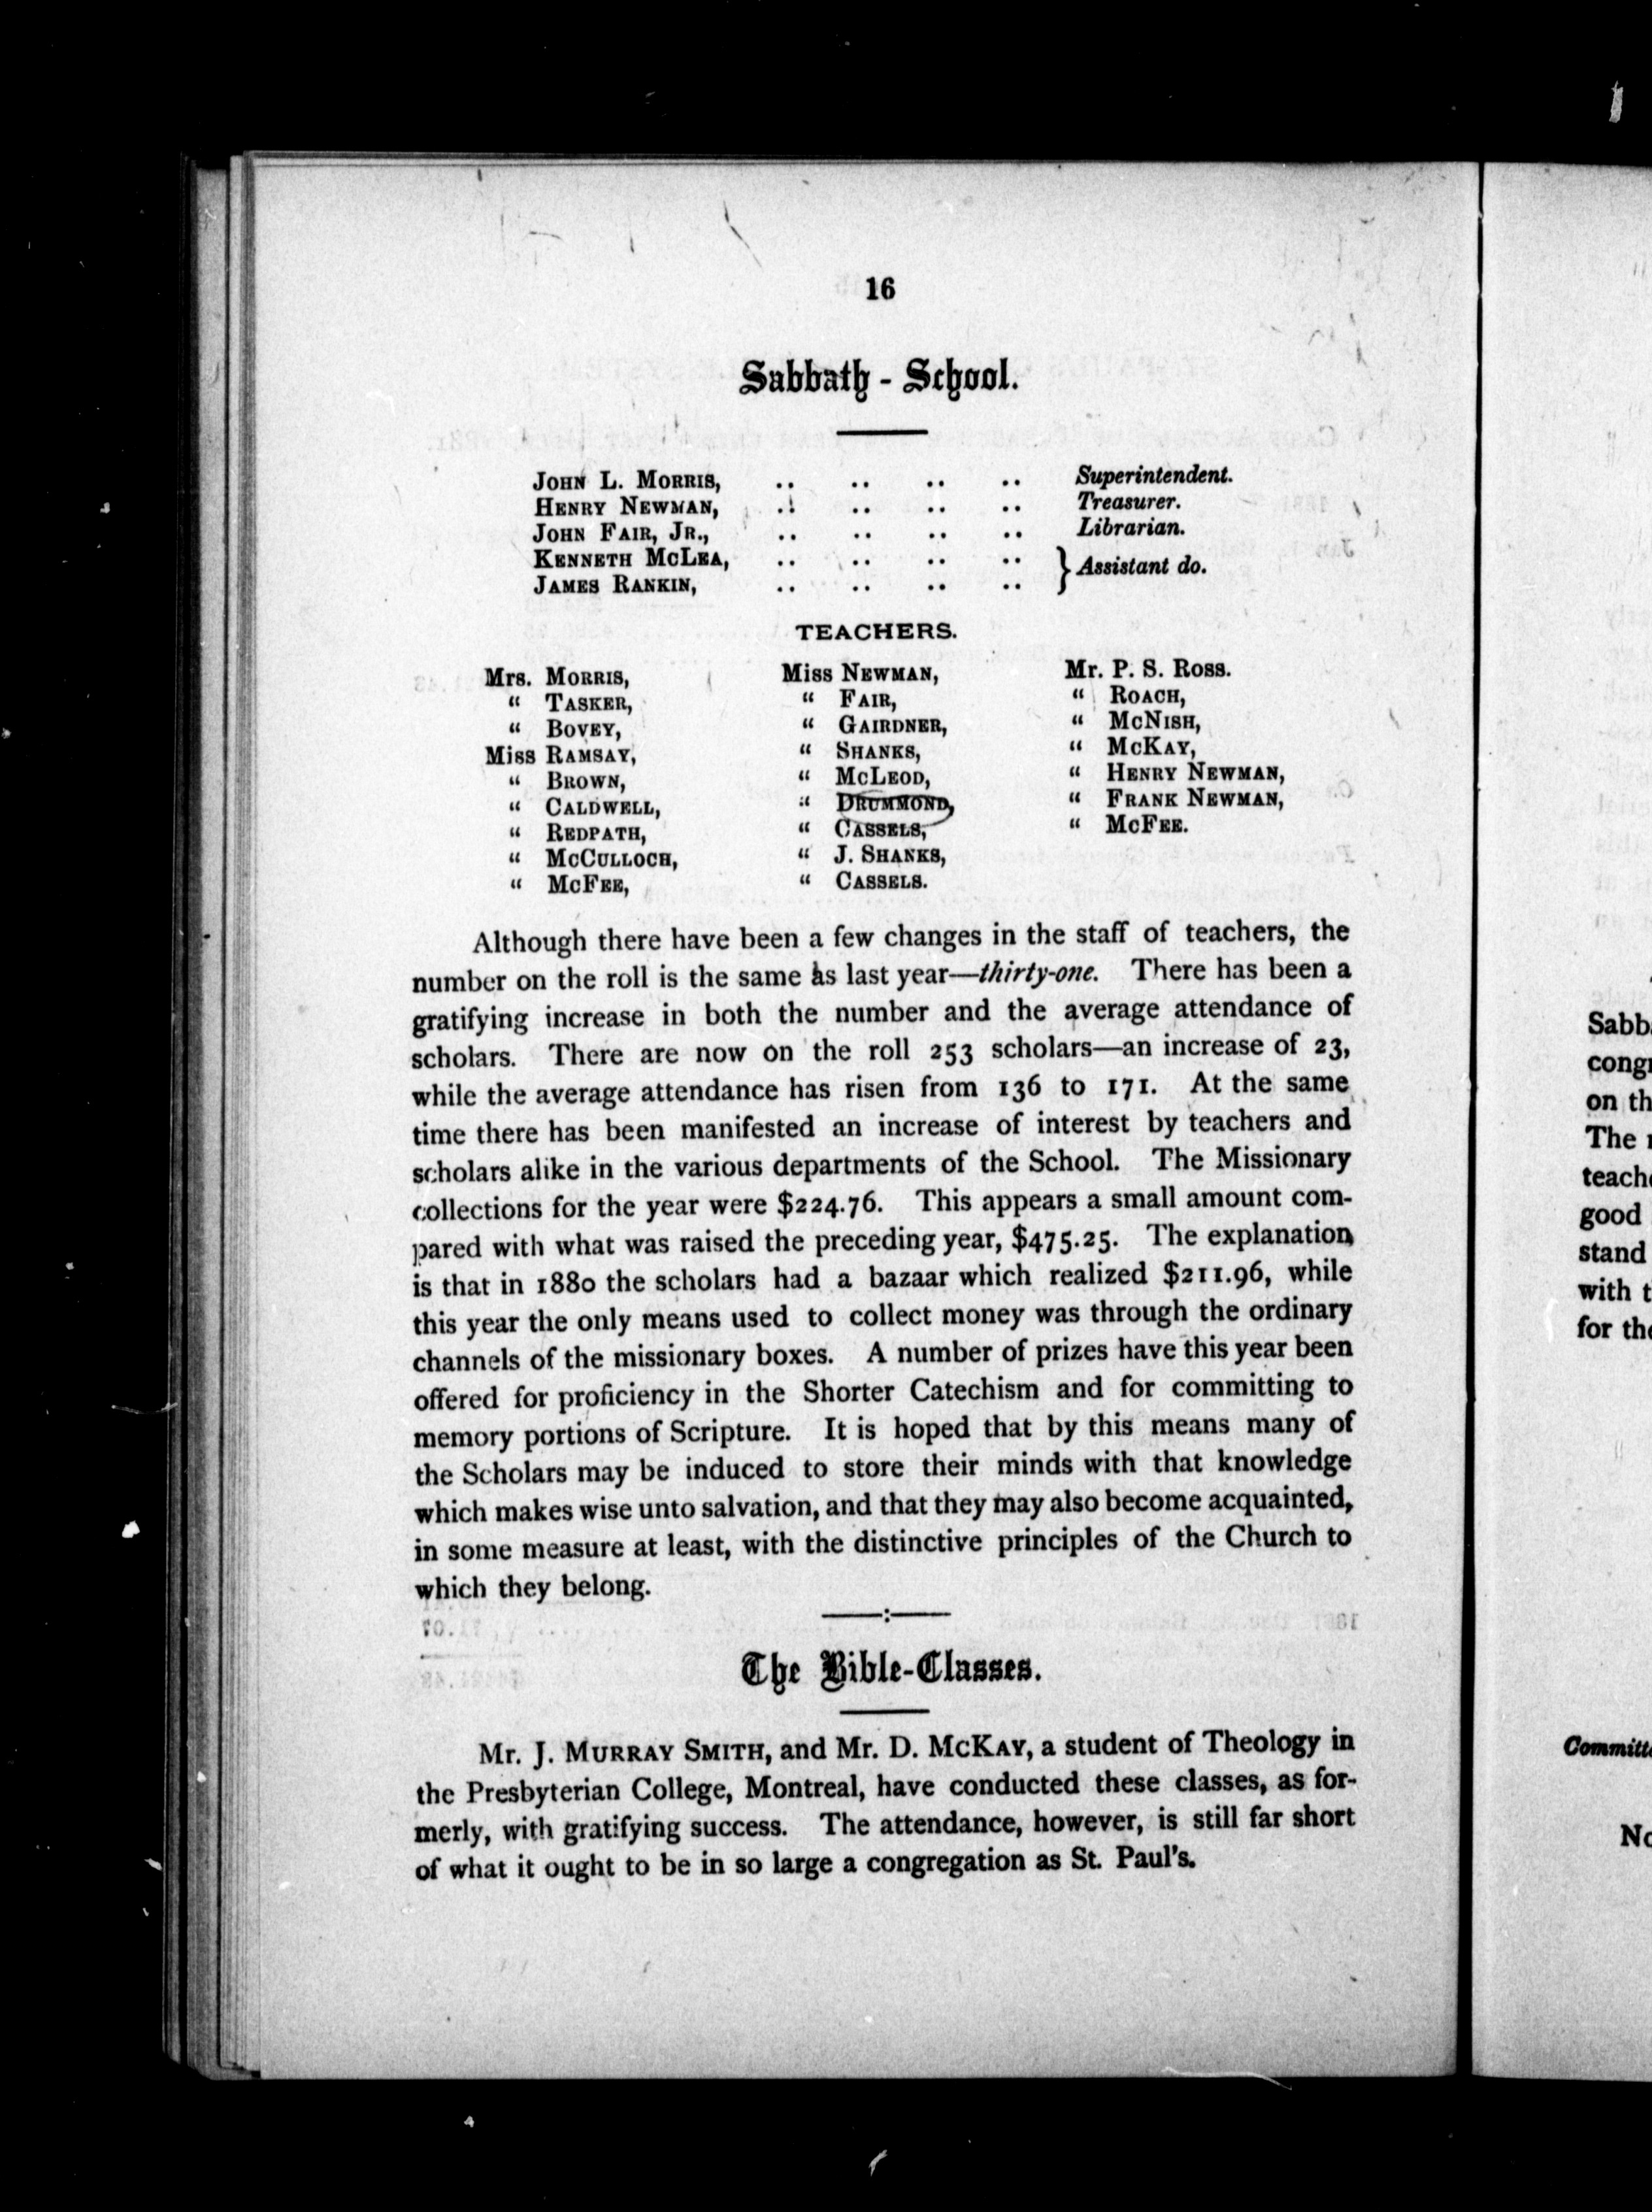 16
Sabbath - School.
JOHN L. MORRIS, .. .. .. .. Superintendent.
HENRY NEWMAN, .. .. .. .. Treasurer.
JOHN FAIR, JR., .. .. .. .. Librarian.
KENNETH MCLEA, .. .. .. .. } Assistant do.
JAMES RANKIN, .. .. .. ..
TEACHERS.
Mrs. MORRIS,
" TASKER,
" BOVEY,
Miss RAMSAY,
" BROWN,
" CALDWELL,
" REDPATH,
" MCCULLOCH,
" MCFEE,
Miss NEWMAN,
" FAIR,
" GAIRDNER,
" SHANKS,
" MCLEOD,
" DRUMMOND,
" CASSELS,
" J. SHANKS,
" CASSELS.
Mr. P. S. ROSS.
" ROACH,
" MCNISH,
" MCKAY,
" HENRY NEWMAN,
" FRANK NEWMAN,
" MCFEE.
Although there have been a few changes in the staff of teachers, the
number on the roll is the same as last year—thirty-one. There has been a
gratifying increase in both the number and the average attendance of
scholars. There are now on the roll 253 scholars—an increase of 23,
while the average attendance has risen from 136 to 171. At the same
time there has been manifested an increase of interest by teachers and
scholars alike in the various departments of the School. The Missionary
collections for the year were $224.76. This appears a small amount com-
pared with what was raised the preceding year, $475.25. The explanation
is that in 1880 the scholars had a bazaar which realized $211.96, while
this year the only means used to collect money was through the ordinary
channels of the missionary boxes. A number of prizes have this year been
offered for proficiency in the Shorter Catechism and for committing to
memory portions of Scripture. It is hoped that by this means many of
the Scholars may be induced to store their minds with that knowledge
which makes wise unto salvation, and that they may also become acquainted,
in some measure at least, with the distinctive principles of the Church to
which they belong.
The Bible-Classes.
Mr. J. MURRAY SMITH, and Mr. D. MCKAY, a student of Theology in
the Presbyterian College, Montreal, have conducted these classes, as for-
merly, with gratifying success. The attendance, however, is still far short
of what it ought to be in so large a congregation as St. Paul's.
Sabb
cong
on th
The
teach
good
stand
with t
for the
Committ
No